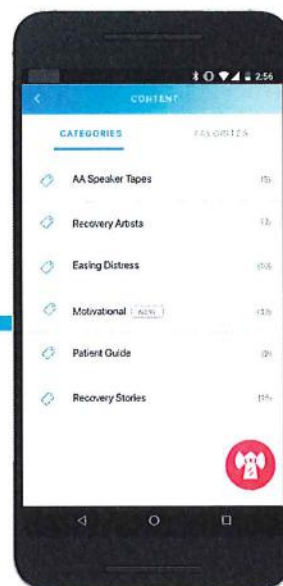 2:56
CONTENT
CATEGORIES FAVORITES
AA Speaker Tapes
Recovery Artists
Easing Distress
Motivational NEW
Patient Guide
Recovery Stories